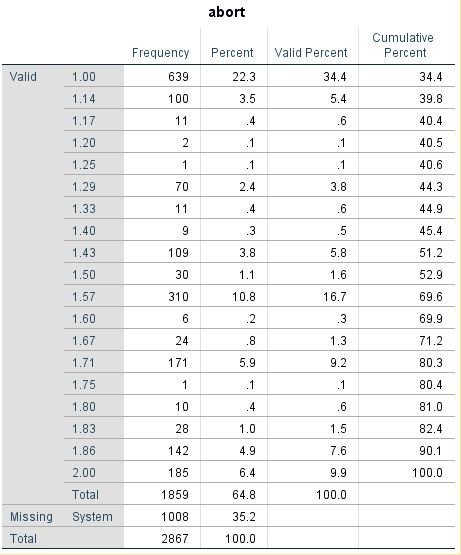 abort
Frequency Percent Valid Percent Cumulative Percent
Valid 1.00 639 22.3 34.4 34.4
1.14 100 3.5 5.4 39.8
1.17 11 .4 .6 40.4
1.20 2 .1 .1 40.5
1.25 1 .1 .1 40.6
1.29 70 2.4 3.8 44.3
1.33 11 .4 .6 44.9
1.40 9 .3 .5 45.4
1.43 109 3.8 5.8 51.2
1.50 30 1.1 1.6 52.9
1.57 310 10.8 16.7 69.6
1.60 6 .2 .3 69.9
1.67 24 .8 1.3 71.2
1.71 171 5.9 9.2 80.3
1.75 1 .1 .1 80.4
1.80 10 .4 .6 81.0
1.83 28 1.0 1.5 82.4
1.86 142 4.9 7.6 90.1
2.00 185 6.4 9.9 100.0
Total 1859 64.8 100.0
Missing System 1008 35.2
Total 2867 100.0